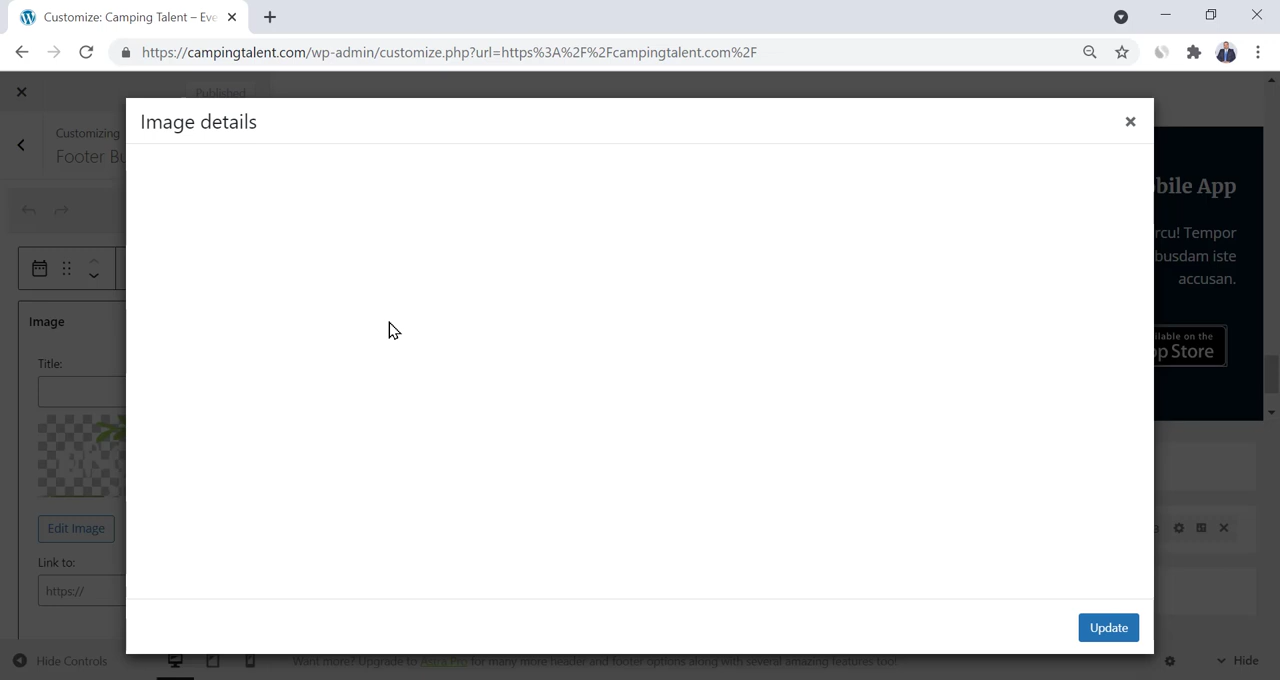 Customize: Camping Talent – Eve
https://campingtalent.com/wp-admin/customize.php?url=https%3A%2F%2Fcampingtalent.com%2F
Published
Image details
Customizing
Footer Bu
bile App
rcu! Tempor
busdam iste
accusan.
Image
Title:
ilable on the
pp Store
Edit Image
Link to:
https://
Update
Hide Controls
Want more? Upgrade to Astra Pro for many more header and footer options along with several amazing features too!
Hide